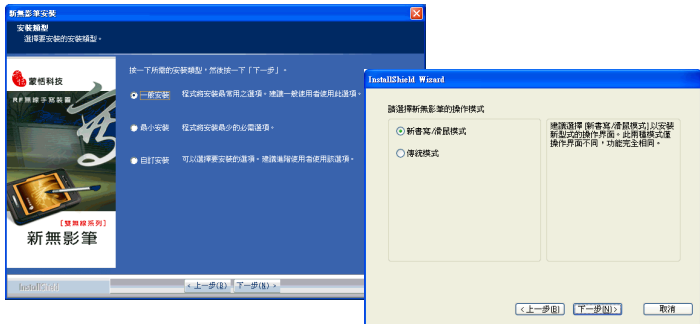 新無影筆安裝
安裝類型
選擇要安裝的安裝類型。
蒙恬科技
RF無線手寫裝置
筆
[雙無線系列]
新無影筆
按一下所需的安裝類型，然後按一下「下一步」。
一般安裝 程式將安裝最常用之選項。建議一般使用者使用此選項。
最小安裝 程式將安裝最少的必需選項。
自訂安裝 可以選擇要安裝的選項。建議進階使用者使用該選項。
InstallShield
<上一步(B) 下一步(N)>
InstallShield Wizard
請選擇新無影筆的操作模式
新書寫/滑鼠模式
傳統模式
建議選擇 [新書寫/滑鼠模式]以安裝
新型式的操作界面。此兩種模式僅
操作界面不同，功能完全相同。
<上一步(B) 下一步(N)> 取消